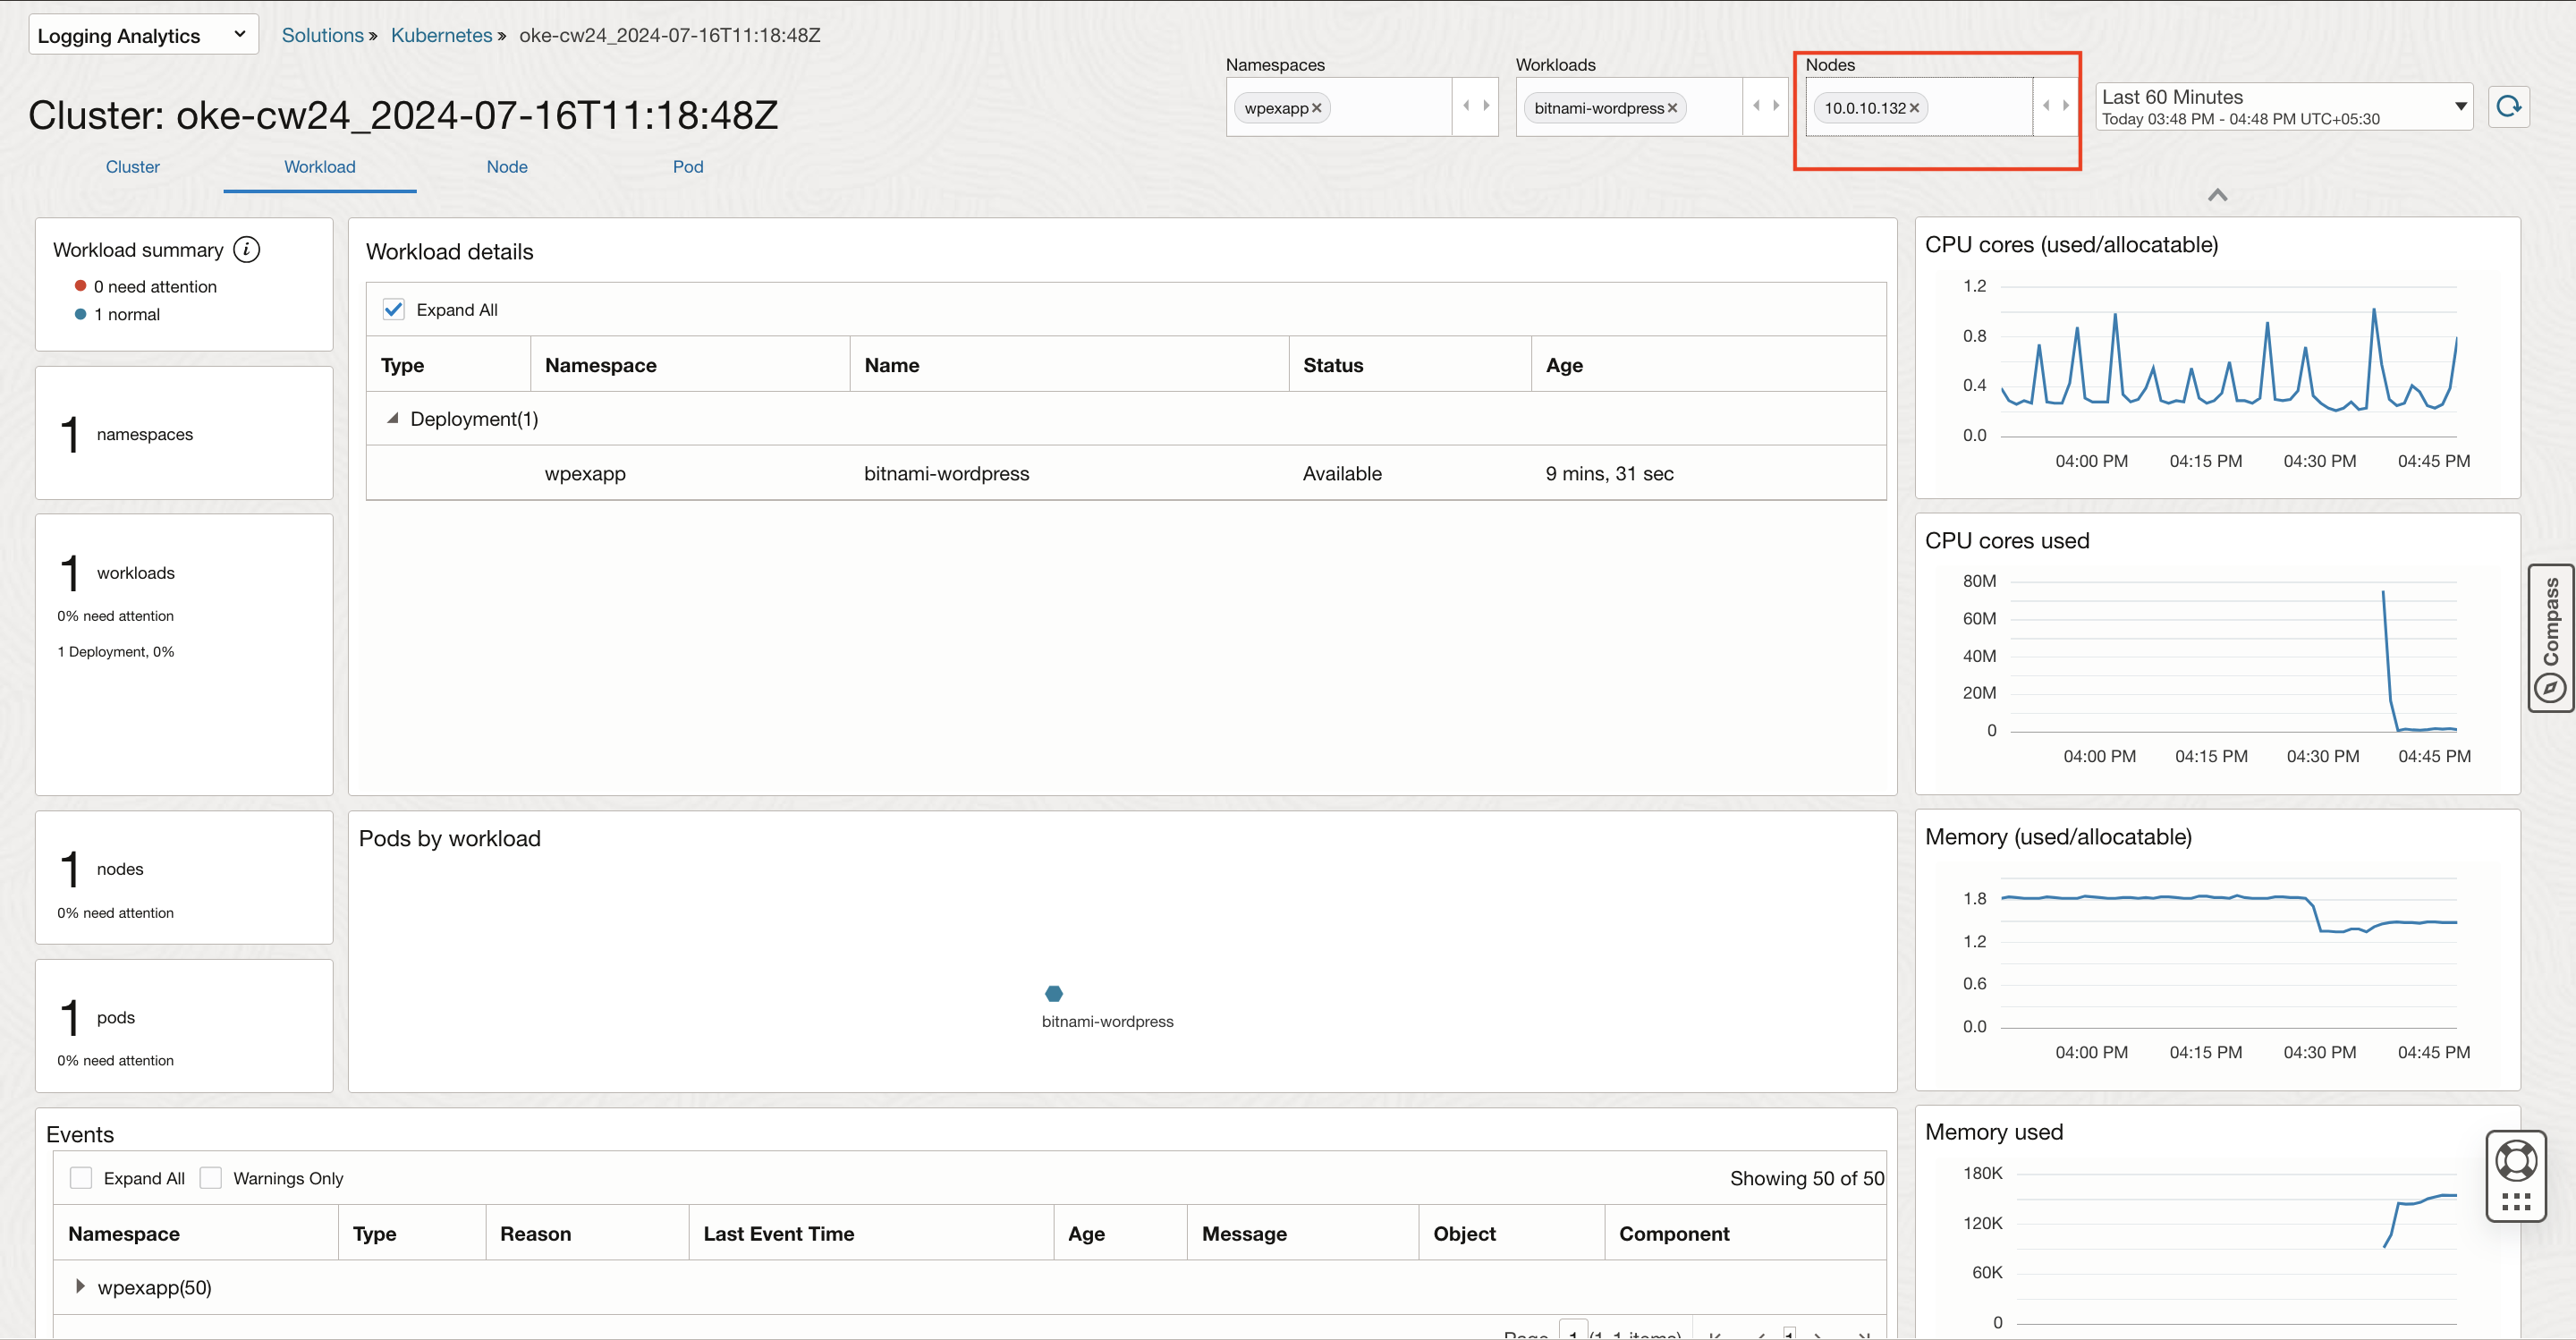 Logging Analytics
Solutions » Kubernetes » oke-cw24_2024-07-16T11:18:48Z
Cluster: oke-cw24_2024-07-16T11:18:48Z
Namespaces
wpexapp×
Workloads
bitnami-wordpress×
Nodes
10.0.10.132×
Last 60 Minutes
Today 03:48 PM - 04:48 PM UTC+05:30
Cluster Workload Node Pod
Workload summary i
0 need attention
1 normal
1 namespaces
1 workloads
0% need attention
1 Deployment, 0%
1 nodes
0% need attention
1 pods
0% need attention
Workload details
Expand All
Type Namespace Name Status Age
Deployment(1)
wpexapp bitnami-wordpress Available 9 mins, 31 sec
Pods by workload
bitnami-wordpress
Events
Expand All Warnings Only Showing 50 of 50
Namespace Type Reason Last Event Time Age Message Object Component
wpexapp(50)
Page 1 (1-1 items) 1
CPU cores (used/allocatable)
1.2
0.8
0.4
0.0
04:00 PM 04:15 PM 04:30 PM 04:45 PM
CPU cores used
80M
60M
40M
20M
0
04:00 PM 04:15 PM 04:30 PM 04:45 PM
Memory (used/allocatable)
1.8
1.2
0.6
0.0
04:00 PM 04:15 PM 04:30 PM 04:45 PM
Memory used
180K
120K
60K
0
Compass